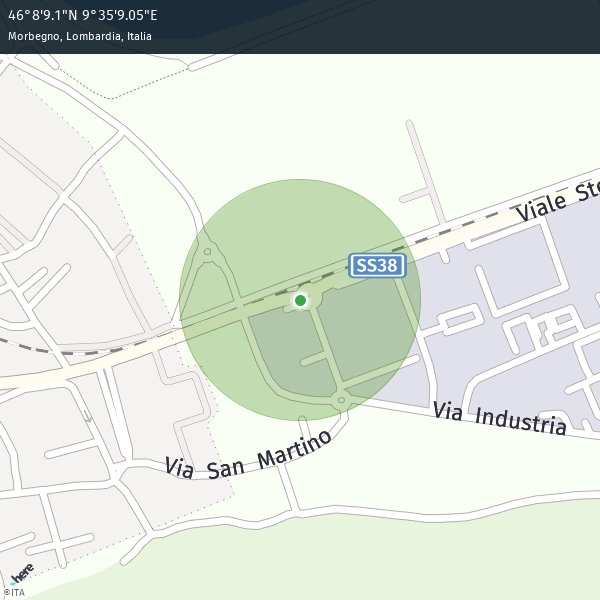 46°8'9.1"N 9°35'9.05"E
Morbegno, Lombardia, Italia
Viale Ste
SS38
Via Industria
Via San Martino
here
©ITA